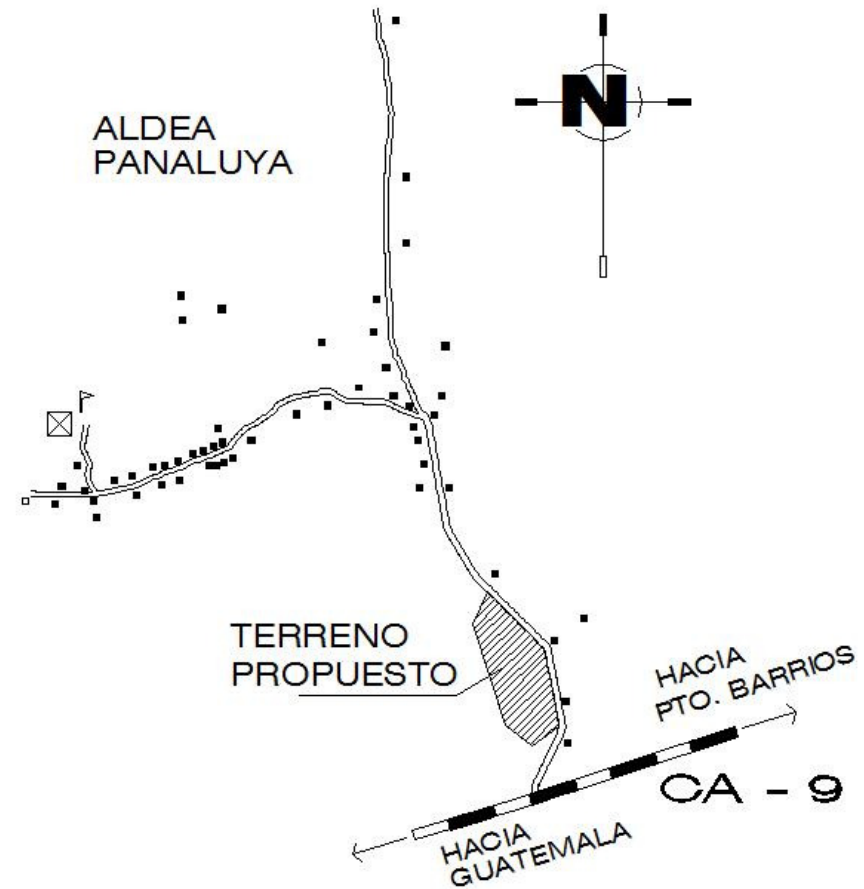 ALDEA
PANALUYA
N
TERRENO
PROPUESTO
HACIA
PTO. BARRIOS
CA - 9
HACIA
GUATEMALA